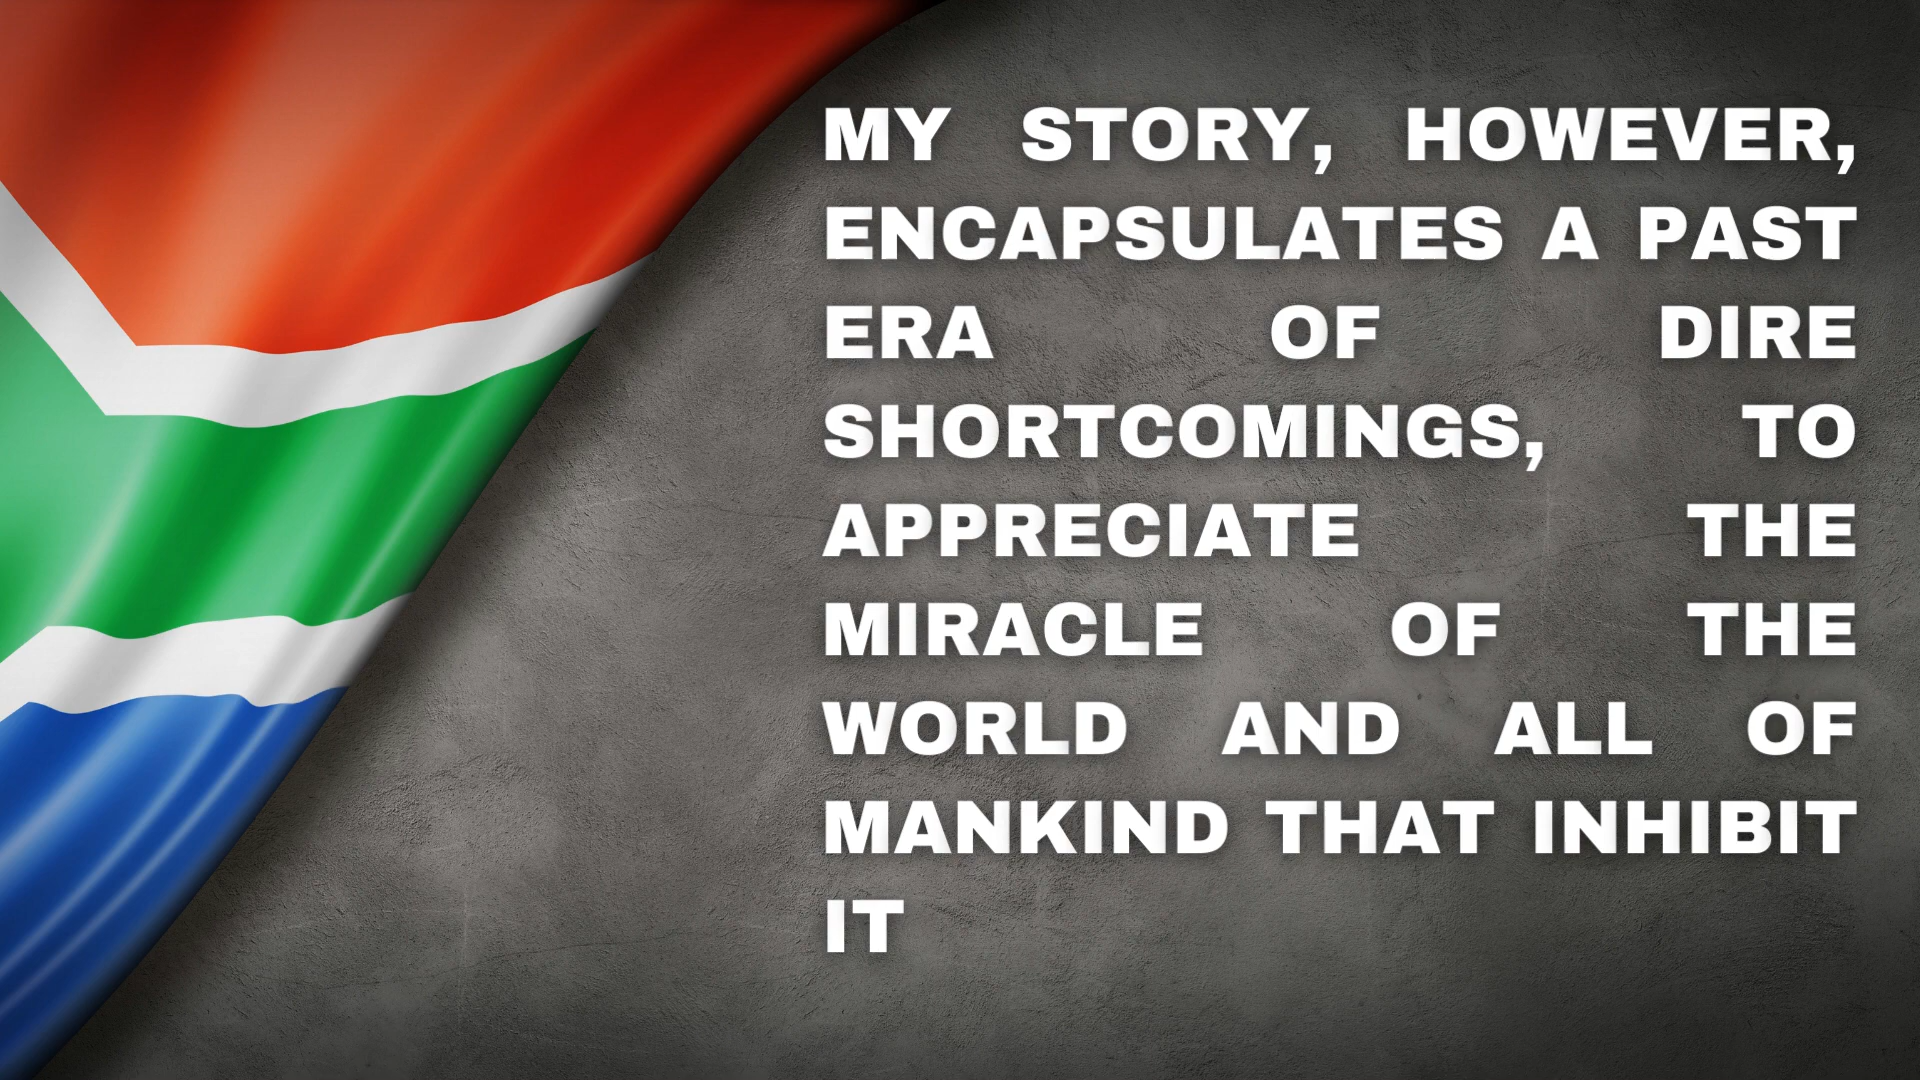 MY STORY, HOWEVER,
ENCAPSULATES A PAST
ERA OF DIRE
SHORTCOMINGS, TO
APPRECIATE THE
MIRACLE OF THE
WORLD AND ALL OF
MANKIND THAT INHIBIT
IT